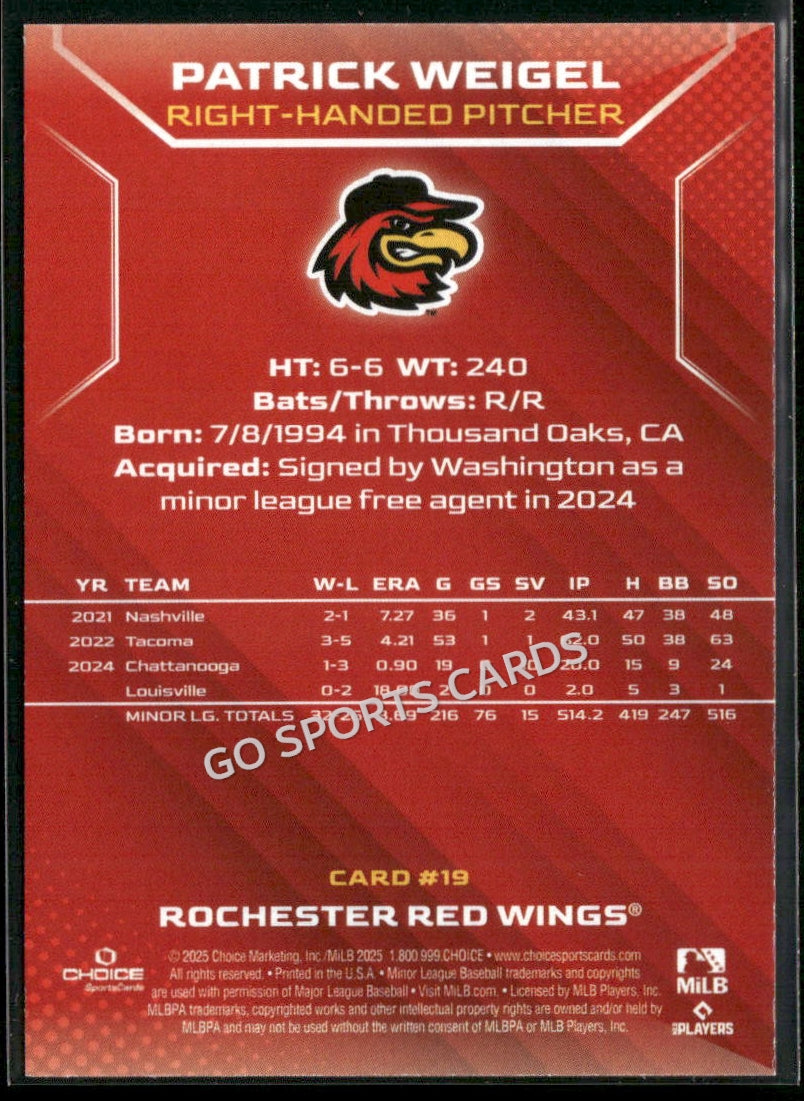 PATRICK WEIGEL
RIGHT-HANDED PITCHER
HT: 6-6 WT: 240
Bats/Throws: R/R
Born: 7/8/1994 in Thousand Oaks, CA
Acquired: Signed by Washington as a
minor league free agent in 2024
YR TEAM W-L ERA G GS SV IP H BB SO
2021 Nashville 2-1 7.27 36 1 2 43.1 47 38 48
2022 Tacoma 3-5 4.21 53 1 1 50 38 63
2024 Chattanooga 1-3 0.90 19 15 9 24
Louisville 0-2 2 0 0 2.0 5 3 1
MINOR LG. TOTALS 216 76 15 514.2 419 247 516
GO SPORTS CARDS
CARD #19
ROCHESTER RED WINGS®
CHOICE
SportsCards
© 2025 Choice Marketing, Inc./MiLB 2025 1.800.999.CHOICE • www.choicesportscards.com
All rights reserved. • Printed in the U.S.A. • Minor League Baseball trademarks and copyrights
are used with permission of Major League Baseball • Visit MiLB.com. • Licensed by MLB Players, Inc.
MLBPA trademarks, copyrighted works and other intellectual property rights are owned and/or held by
MLBPA and may not be used without the written consent of MLBPA or MLB Players, Inc.
MiLB
MLB PLAYERS